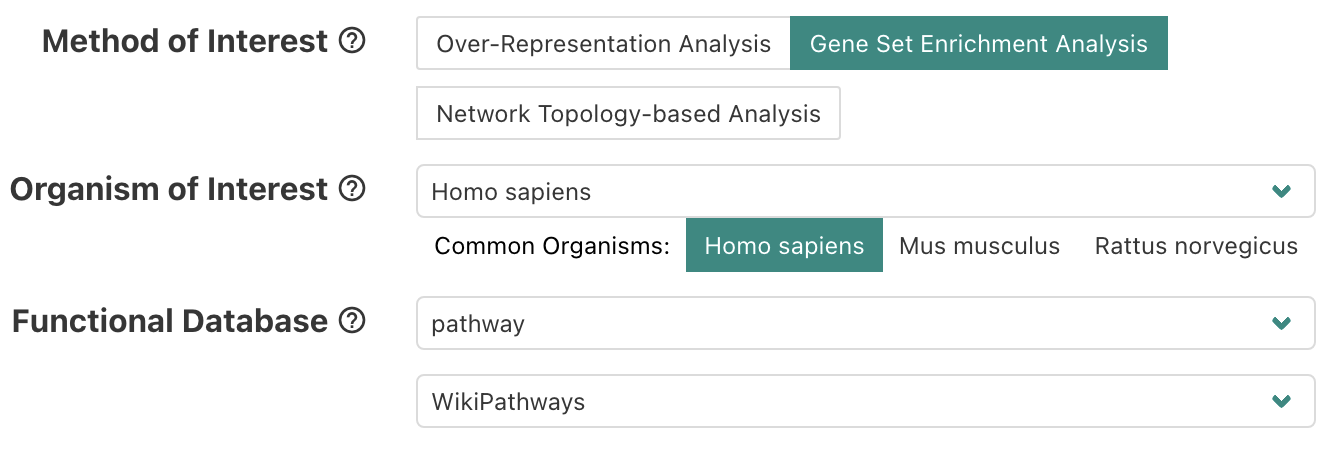 Method of Interest
Over-Representation Analysis
Gene Set Enrichment Analysis
Network Topology-based Analysis
Organism of Interest
Homo sapiens
Common Organisms: Homo sapiens Mus musculus Rattus norvegicus
Functional Database
pathway
WikiPathways